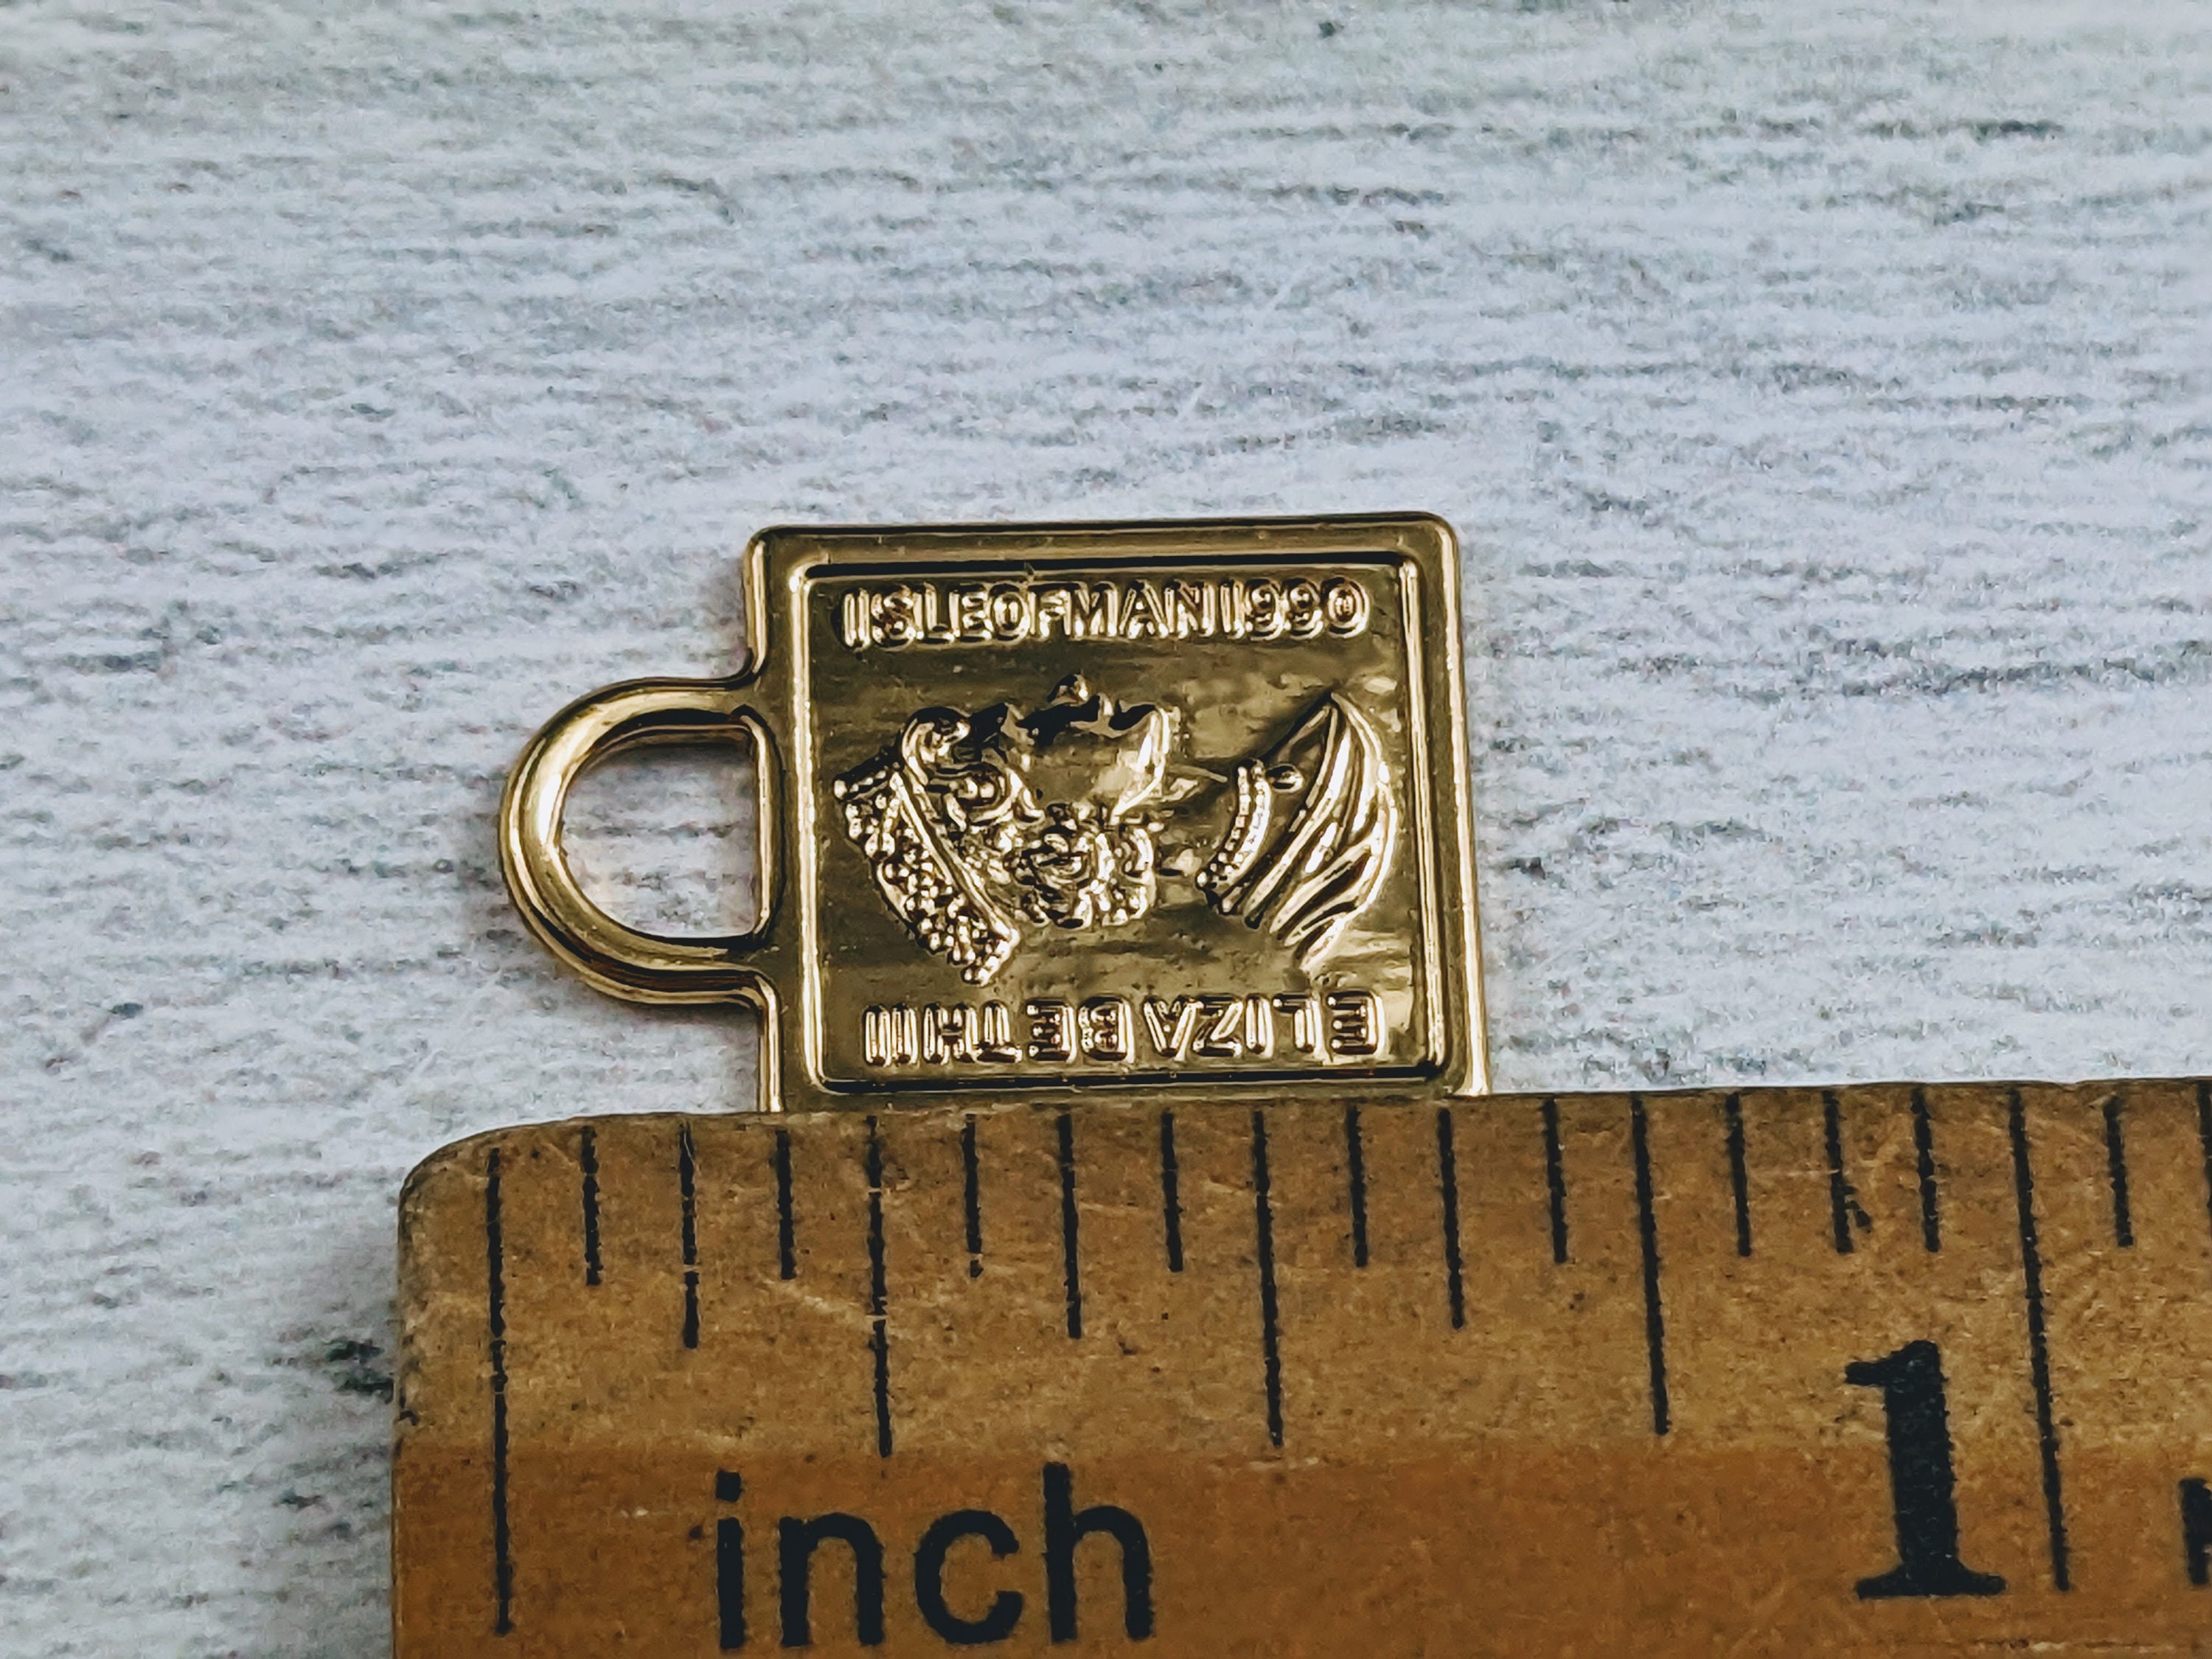 ISLEOFMAN1990
ELIZABETHII
inch
1